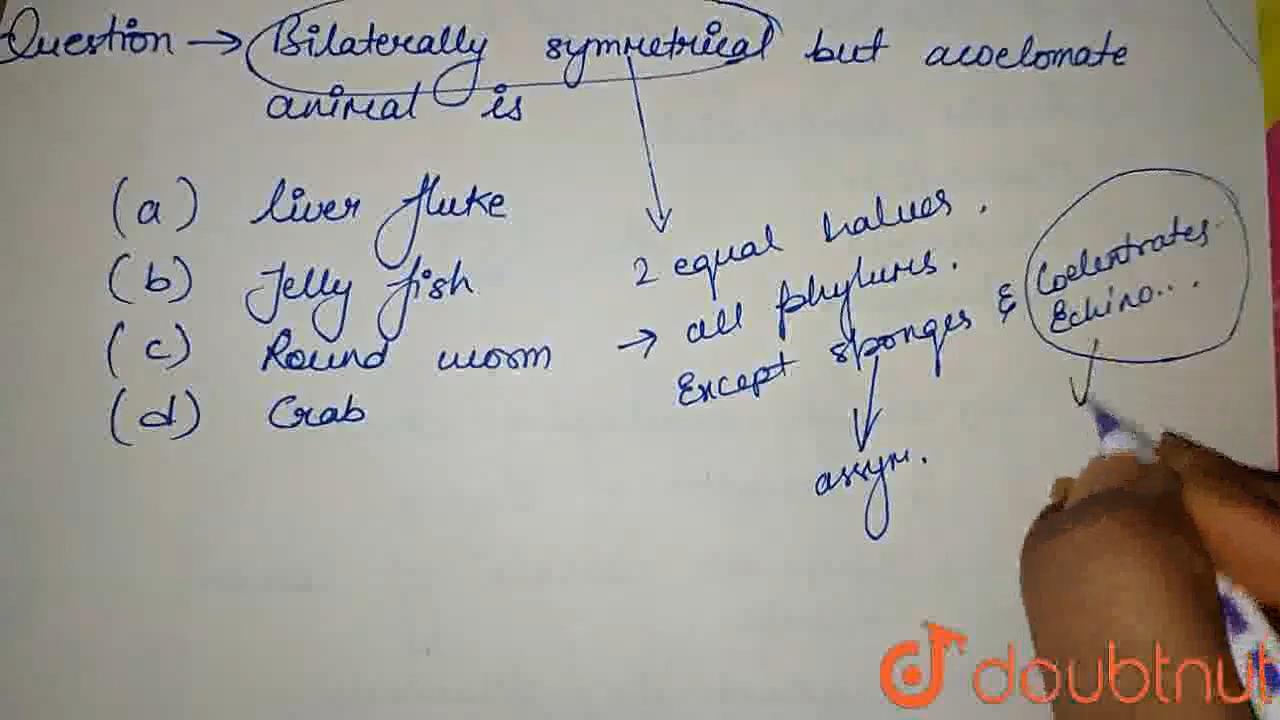 Question → Bilaterally symmetrical but acoelomate
animal is
(a) liver fluke
(b) Jelly fish
(c) Round worm
(d) Crab
2 equal halves.
→ all phylums.
Except sponges & Coelentrates
Echino...
assym.
doubtnut